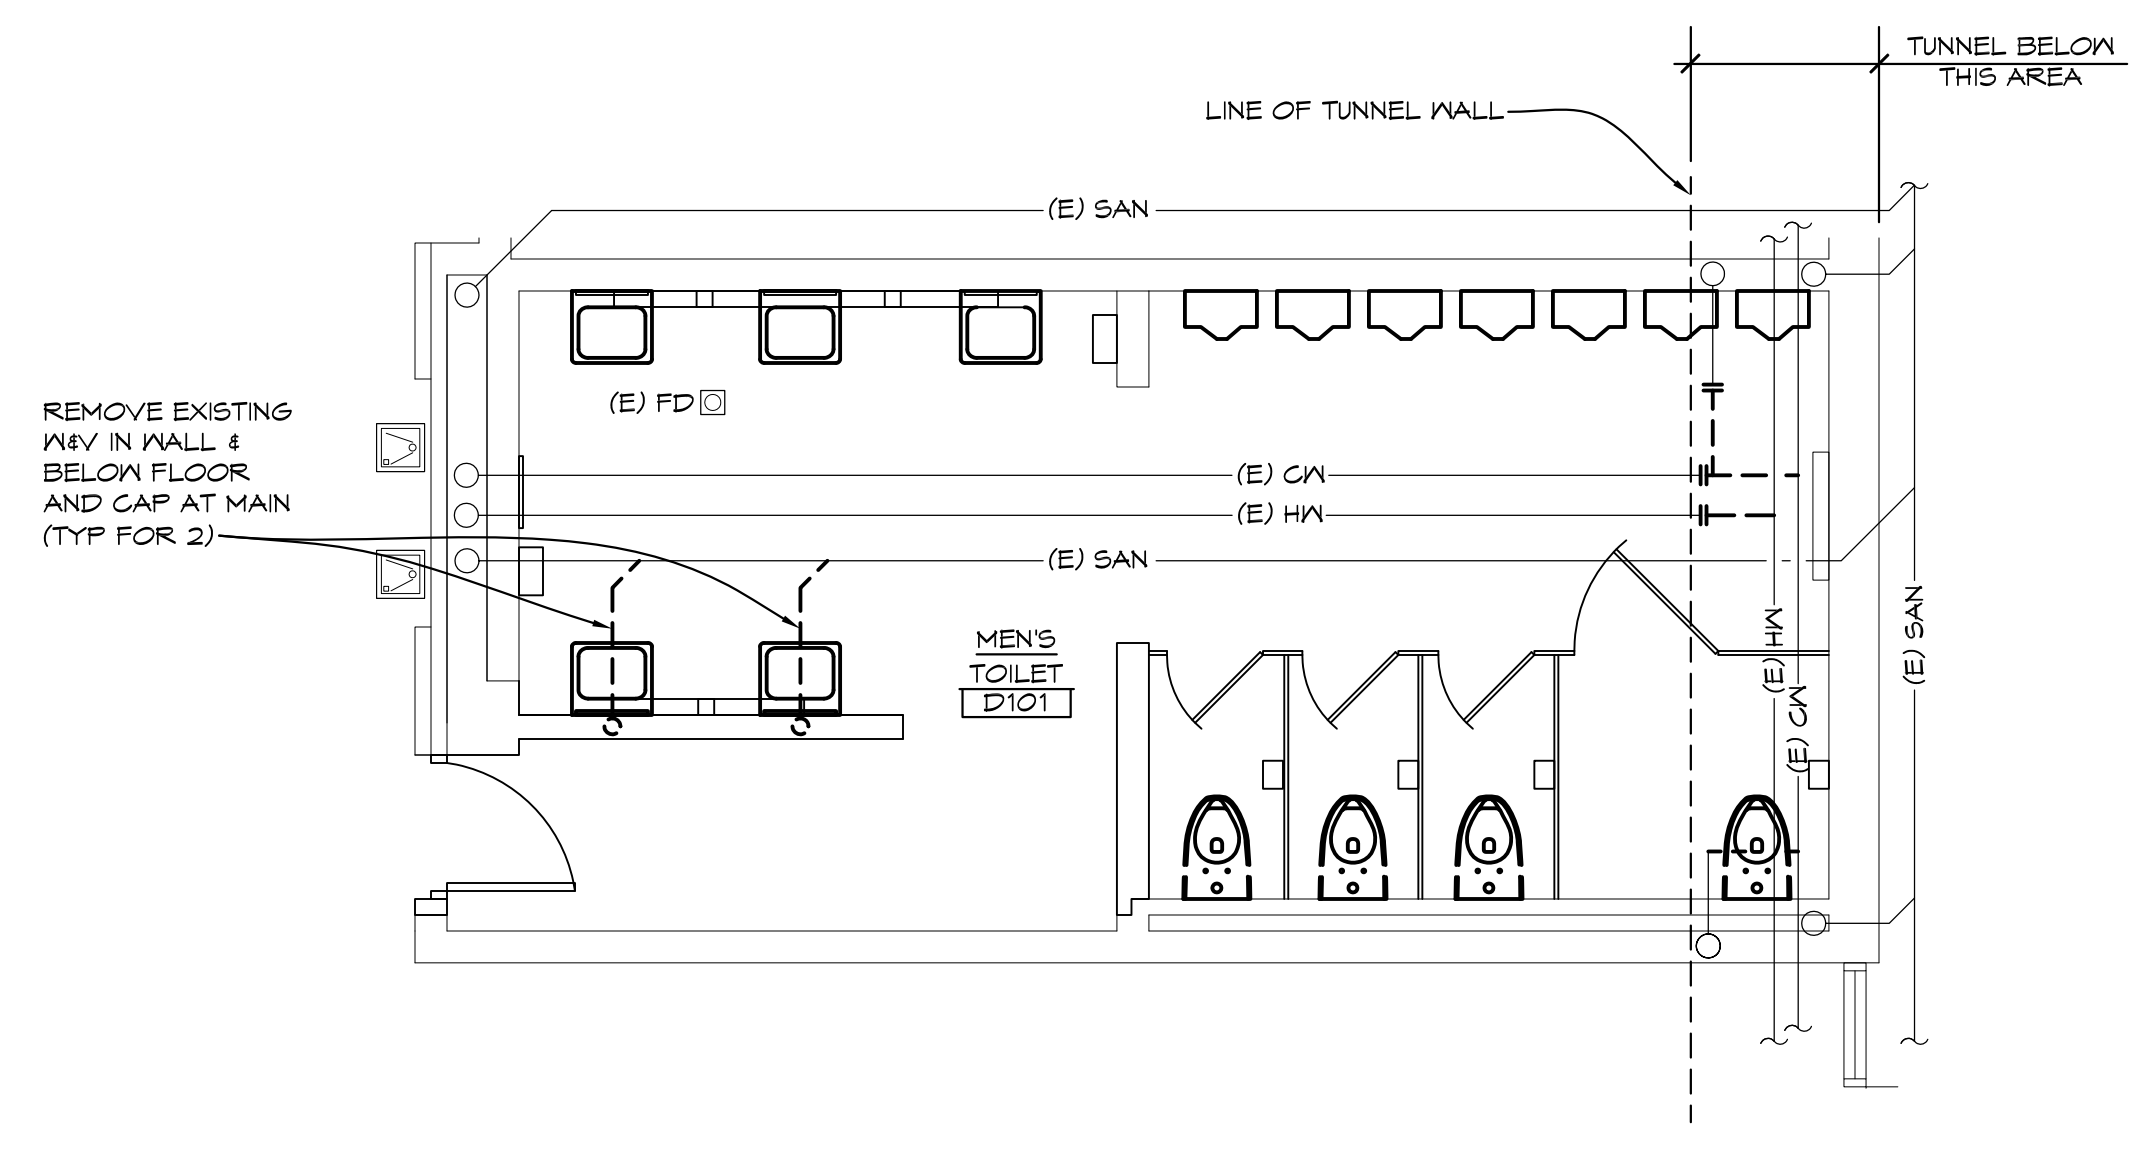 TUNNEL BELOW
THIS AREA
LINE OF TUNNEL WALL
(E) SAN
REMOVE EXISTING
W&V IN WALL &
BELOW FLOOR
AND CAP AT MAIN
(TYP FOR 2)
(E) FD
(E) CW
(E) HW
(E) SAN
MEN'S
TOILET
D101
(E) HW
(E) CW
(E) SAN